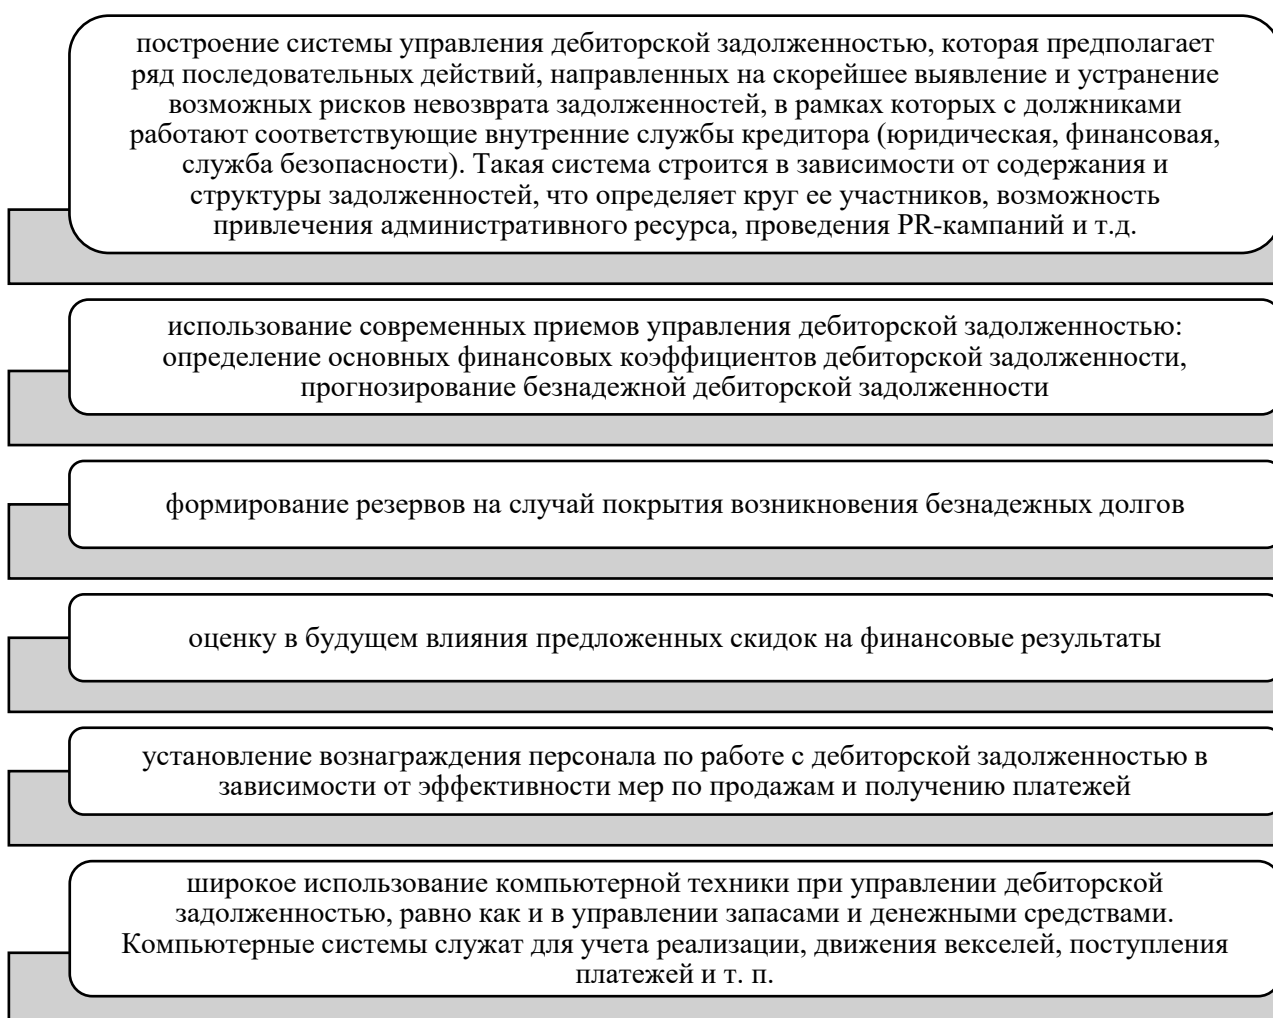 построение системы управления дебиторской задолженностью, которая предполагает
ряд последовательных действий, направленных на скорейшее выявление и устранение
возможных рисков невозврата задолженностей, в рамках которых с должниками
работают соответствующие внутренние службы кредитора (юридическая, финансовая,
служба безопасности). Такая система строится в зависимости от содержания и
структуры задолженностей, что определяет круг ее участников, возможность
привлечения административного ресурса, проведения PR-кампаний и т.д.
использование современных приемов управления дебиторской задолженностью:
определение основных финансовых коэффициентов дебиторской задолженности,
прогнозирование безнадежной дебиторской задолженности
формирование резервов на случай покрытия возникновения безнадежных долгов
оценку в будущем влияния предложенных скидок на финансовые результаты
установление вознаграждения персонала по работе с дебиторской задолженностью в
зависимости от эффективности мер по продажам и получению платежей
широкое использование компьютерной техники при управлении дебиторской
задолженностью, равно как и в управлении запасами и денежными средствами.
Компьютерные системы служат для учета реализации, движения векселей, поступления
платежей и т. п.